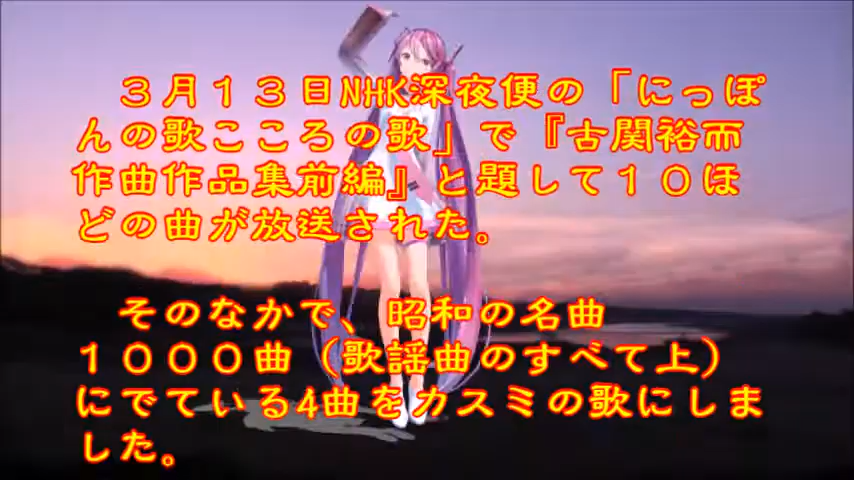 ３月１３日NHK深夜便の「にっぽ
んの歌こころの歌」で『古関裕而
作曲作品集前編』と題して１０ほ
どの曲が放送された。
そのなかで、昭和の名曲
１０００曲（歌謡曲のすべて上）
にでている4曲をカスミの歌にしま
した。